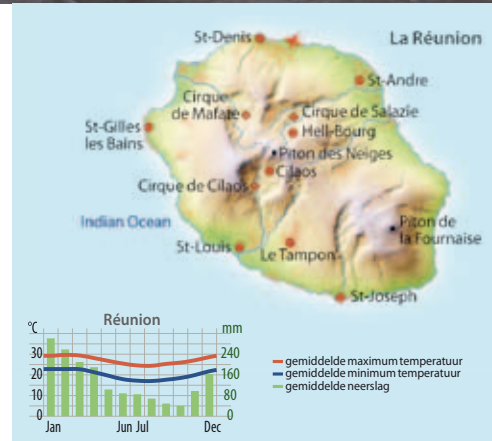 La Réunion
St-Denis
St-Andre
Cirque
de Mafate
Cirque de Salazie
Hell-Bourg
St-Gilles
les Bains
Piton des Neiges
Cilaos
Cirque de Cilaos
Indian Ocean
Piton de
la Fournaise
St-Louis
Le Tampon
St-Joseph
Réunion
°C
mm
30
240
20
160
10
80
0
0
Jan
Jun Jul
Dec
gemiddelde maximum temperatuur
gemiddelde minimum temperatuur
gemiddelde neerslag